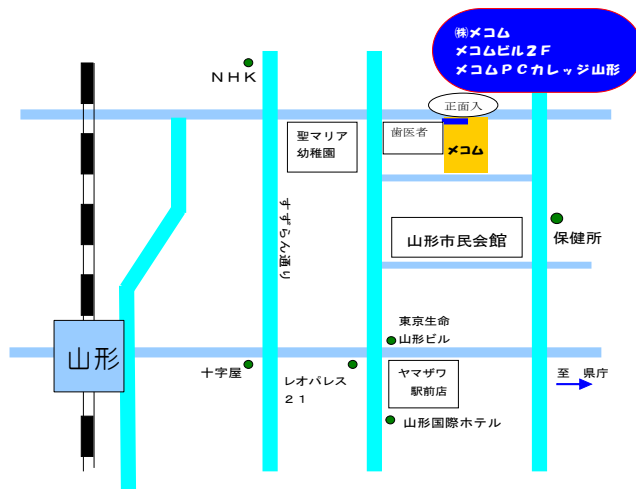 ㈱メコム
メコムビル２Ｆ
メコムＰＣカレッジ山形
ＮＨＫ
正面入
聖マリア
幼稚園
歯医者
メコム
すずらん通り
山形市民会館
保健所
東京生命
山形ビル
山形
十字屋
レオパレス
２１
ヤマザワ
駅前店
至　県庁
山形国際ホテル